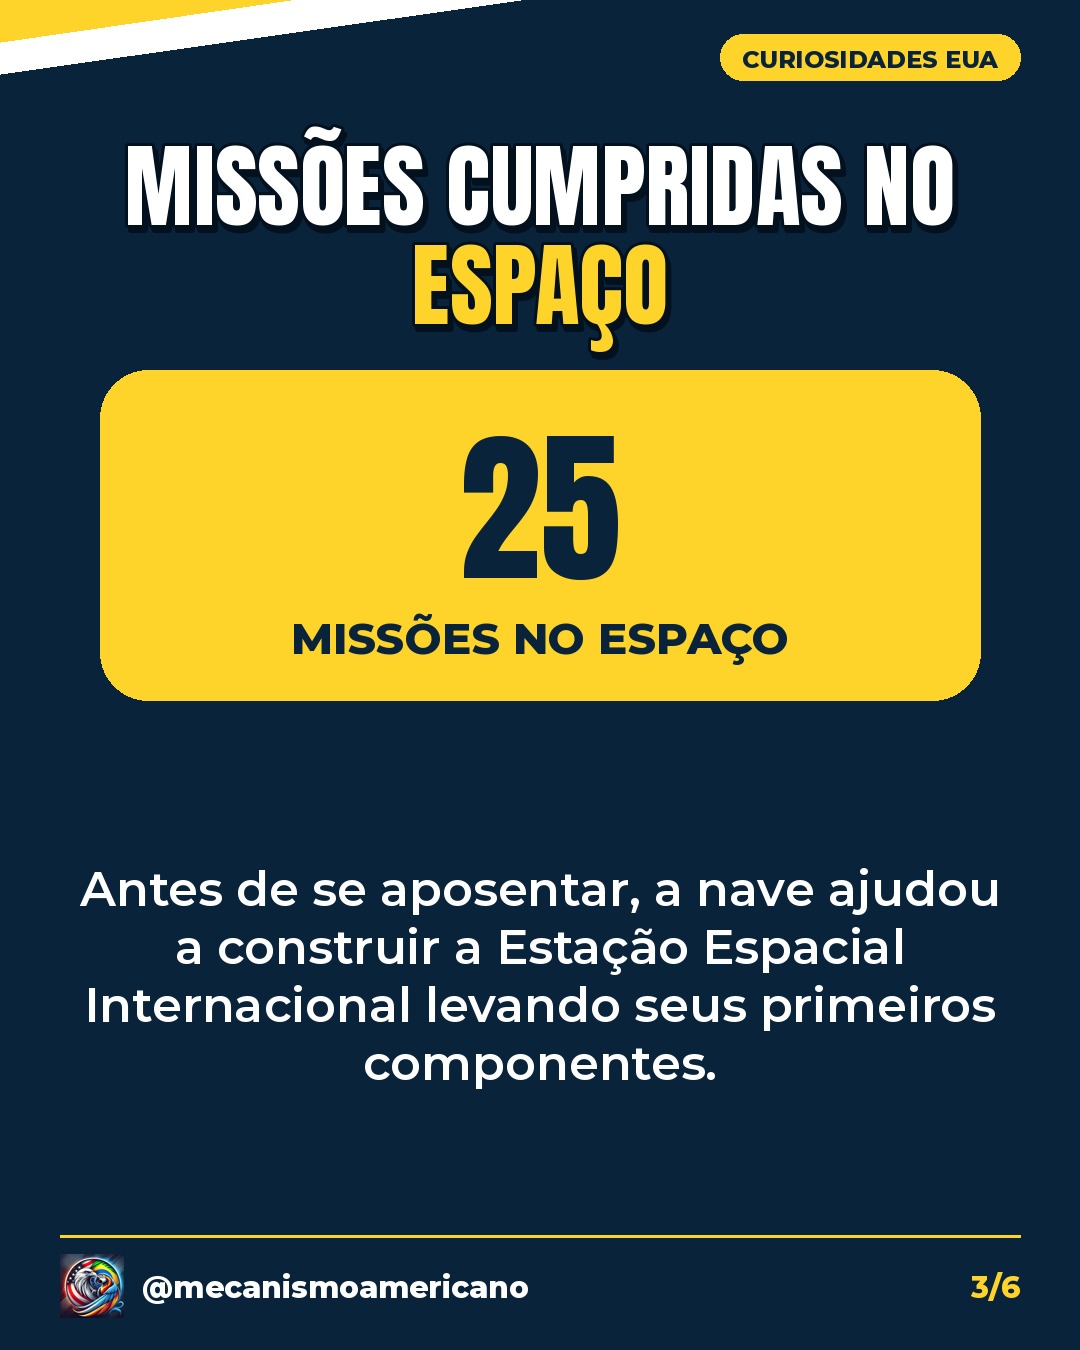 CURIOSIDADES EUA
MISSÕES CUMPRIDAS NO
ESPAÇO
25
MISSÕES NO ESPAÇO
Antes de se aposentar, a nave ajudou
a construir a Estação Espacial
Internacional levando seus primeiros
componentes.
@mecanismoamericano
3/6